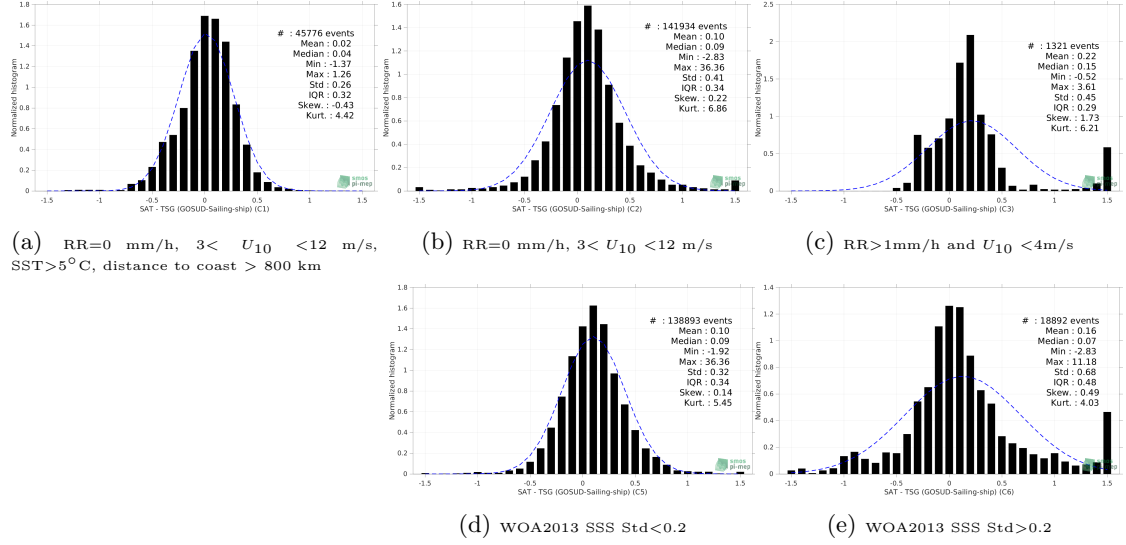 Normalized histogram
1.8
1.6
1.4
1.2
1
0.8
0.6
0.4
0.2
0
-1.5 -1 -0.5 0 0.5 1 1.5
# : 45776 events
Mean : 0.02
Median : 0.04
Min : -1.37
Max : 1.26
Std : 0.26
IQR : 0.32
Skew. : -0.43
Kurt. : 4.42
smos
pi-mep
SAT - TSG (GOSUD-Sailing-ship) (C1)
(a) RR=0 mm/h, 3< U10 <12 m/s,
SST>5°C, distance to coast > 800 km
Normalized histogram
1.6
1.4
1.2
1
0.8
0.6
0.4
0.2
0
-1.5 -1 -0.5 0 0.5 1 1.5
# : 141934 events
Mean : 0.10
Median : 0.09
Min : -2.83
Max : 36.36
Std : 0.41
IQR : 0.34
Skew. : 0.22
Kurt. : 6.86
smos
pi-mep
SAT - TSG (GOSUD-Sailing-ship) (C2)
(b) RR=0 mm/h, 3< U10 <12 m/s
Normalized histogram
2.5
2
1.5
1
0.5
0
-1.5 -1 -0.5 0 0.5 1 1.5
# : 1321 events
Mean : 0.22
Median : 0.15
Min : -0.52
Max : 3.61
Std : 0.45
IQR : 0.29
Skew. : 1.73
Kurt. : 6.21
SAT - TSG (GOSUD-Sailing-ship) (C3)
(c) RR>1mm/h and U10 <4m/s
Normalized histogram
1.8
1.6
1.4
1.2
1
0.8
0.6
0.4
0.2
0
-1.5 -1 -0.5 0 0.5 1 1.5
# : 138893 events
Mean : 0.10
Median : 0.09
Min : -1.92
Max : 36.36
Std : 0.32
IQR : 0.34
Skew. : 0.14
Kurt. : 5.45
smos
pi-mep
SAT - TSG (GOSUD-Sailing-ship) (C5)
(d) WOA2013 SSS Std<0.2
Normalized histogram
1.4
1.2
1
0.8
0.6
0.4
0.2
0
-1.5 -1 -0.5 0 0.5 1 1.5
# : 18892 events
Mean : 0.16
Median : 0.07
Min : -2.83
Max : 11.18
Std : 0.68
IQR : 0.48
Skew. : 0.49
Kurt. : 4.03
smos
pi-mep
SAT - TSG (GOSUD-Sailing-ship) (C6)
(e) WOA2013 SSS Std>0.2